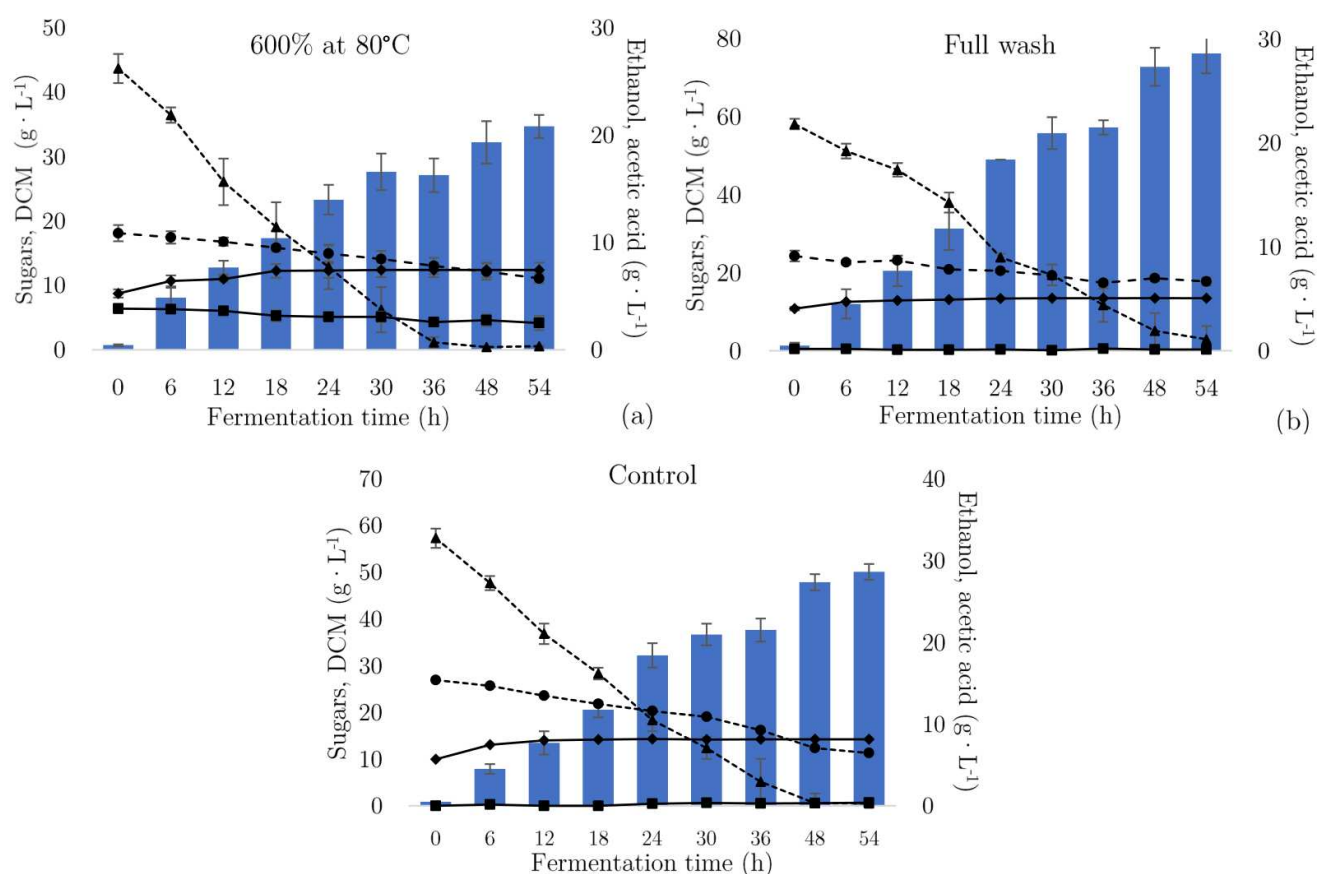 600% at 80°C
Sugars, DCM (g · L-1)
50
40
30
20
10
0
30
20
10
0
Ethanol, acetic acid (g · L-1)
0 6 12 18 24 30 36 48 54
Fermentation time (h)
(a)
Full wash
Sugars, DCM (g · L-1)
80
60
40
20
0
30
20
10
0
Ethanol, acetic acid (g · L-1)
0 6 12 18 24 30 36 48 54
Fermentation time (h)
(b)
Control
Sugars, DCM (g · L-1)
70
60
50
40
30
20
10
0
40
30
20
10
0
Ethanol, acetic acid (g · L-1)
0 6 12 18 24 30 36 48 54
Fermentation time (h)